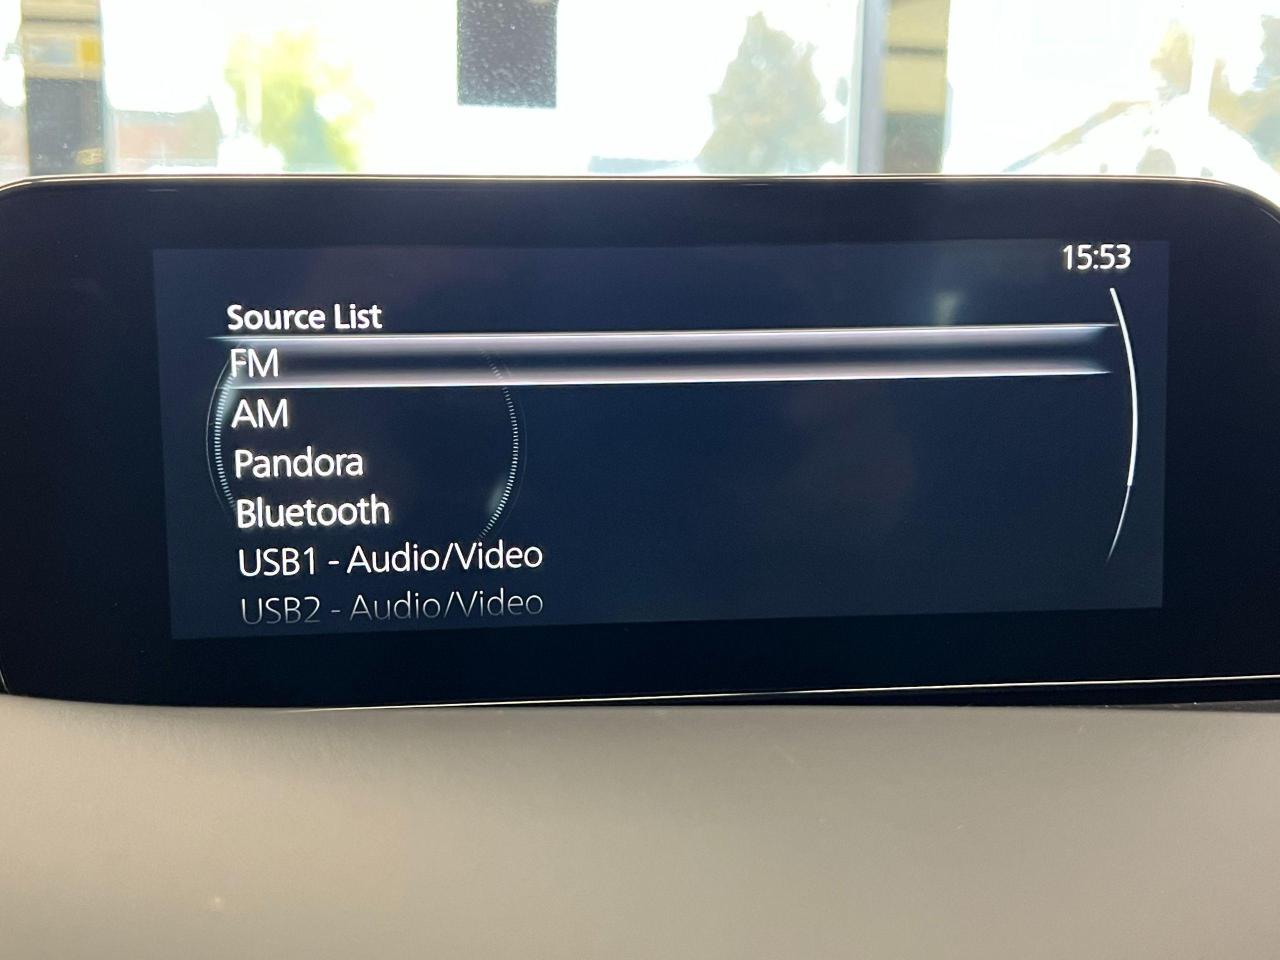 15:53
Source List
FM
AM
Pandora
Bluetooth
USB1 - Audio/Video
USB2 - Audio/Video